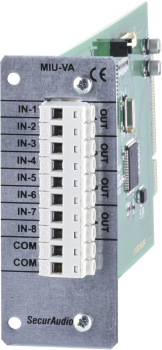 MIU-VA
CE
IN-1
IN-2
IN-3
IN-4
IN-5
IN-6
IN-7
IN-8
COM
COM
OUT
OUT
OUT
OUT
SecurAudio